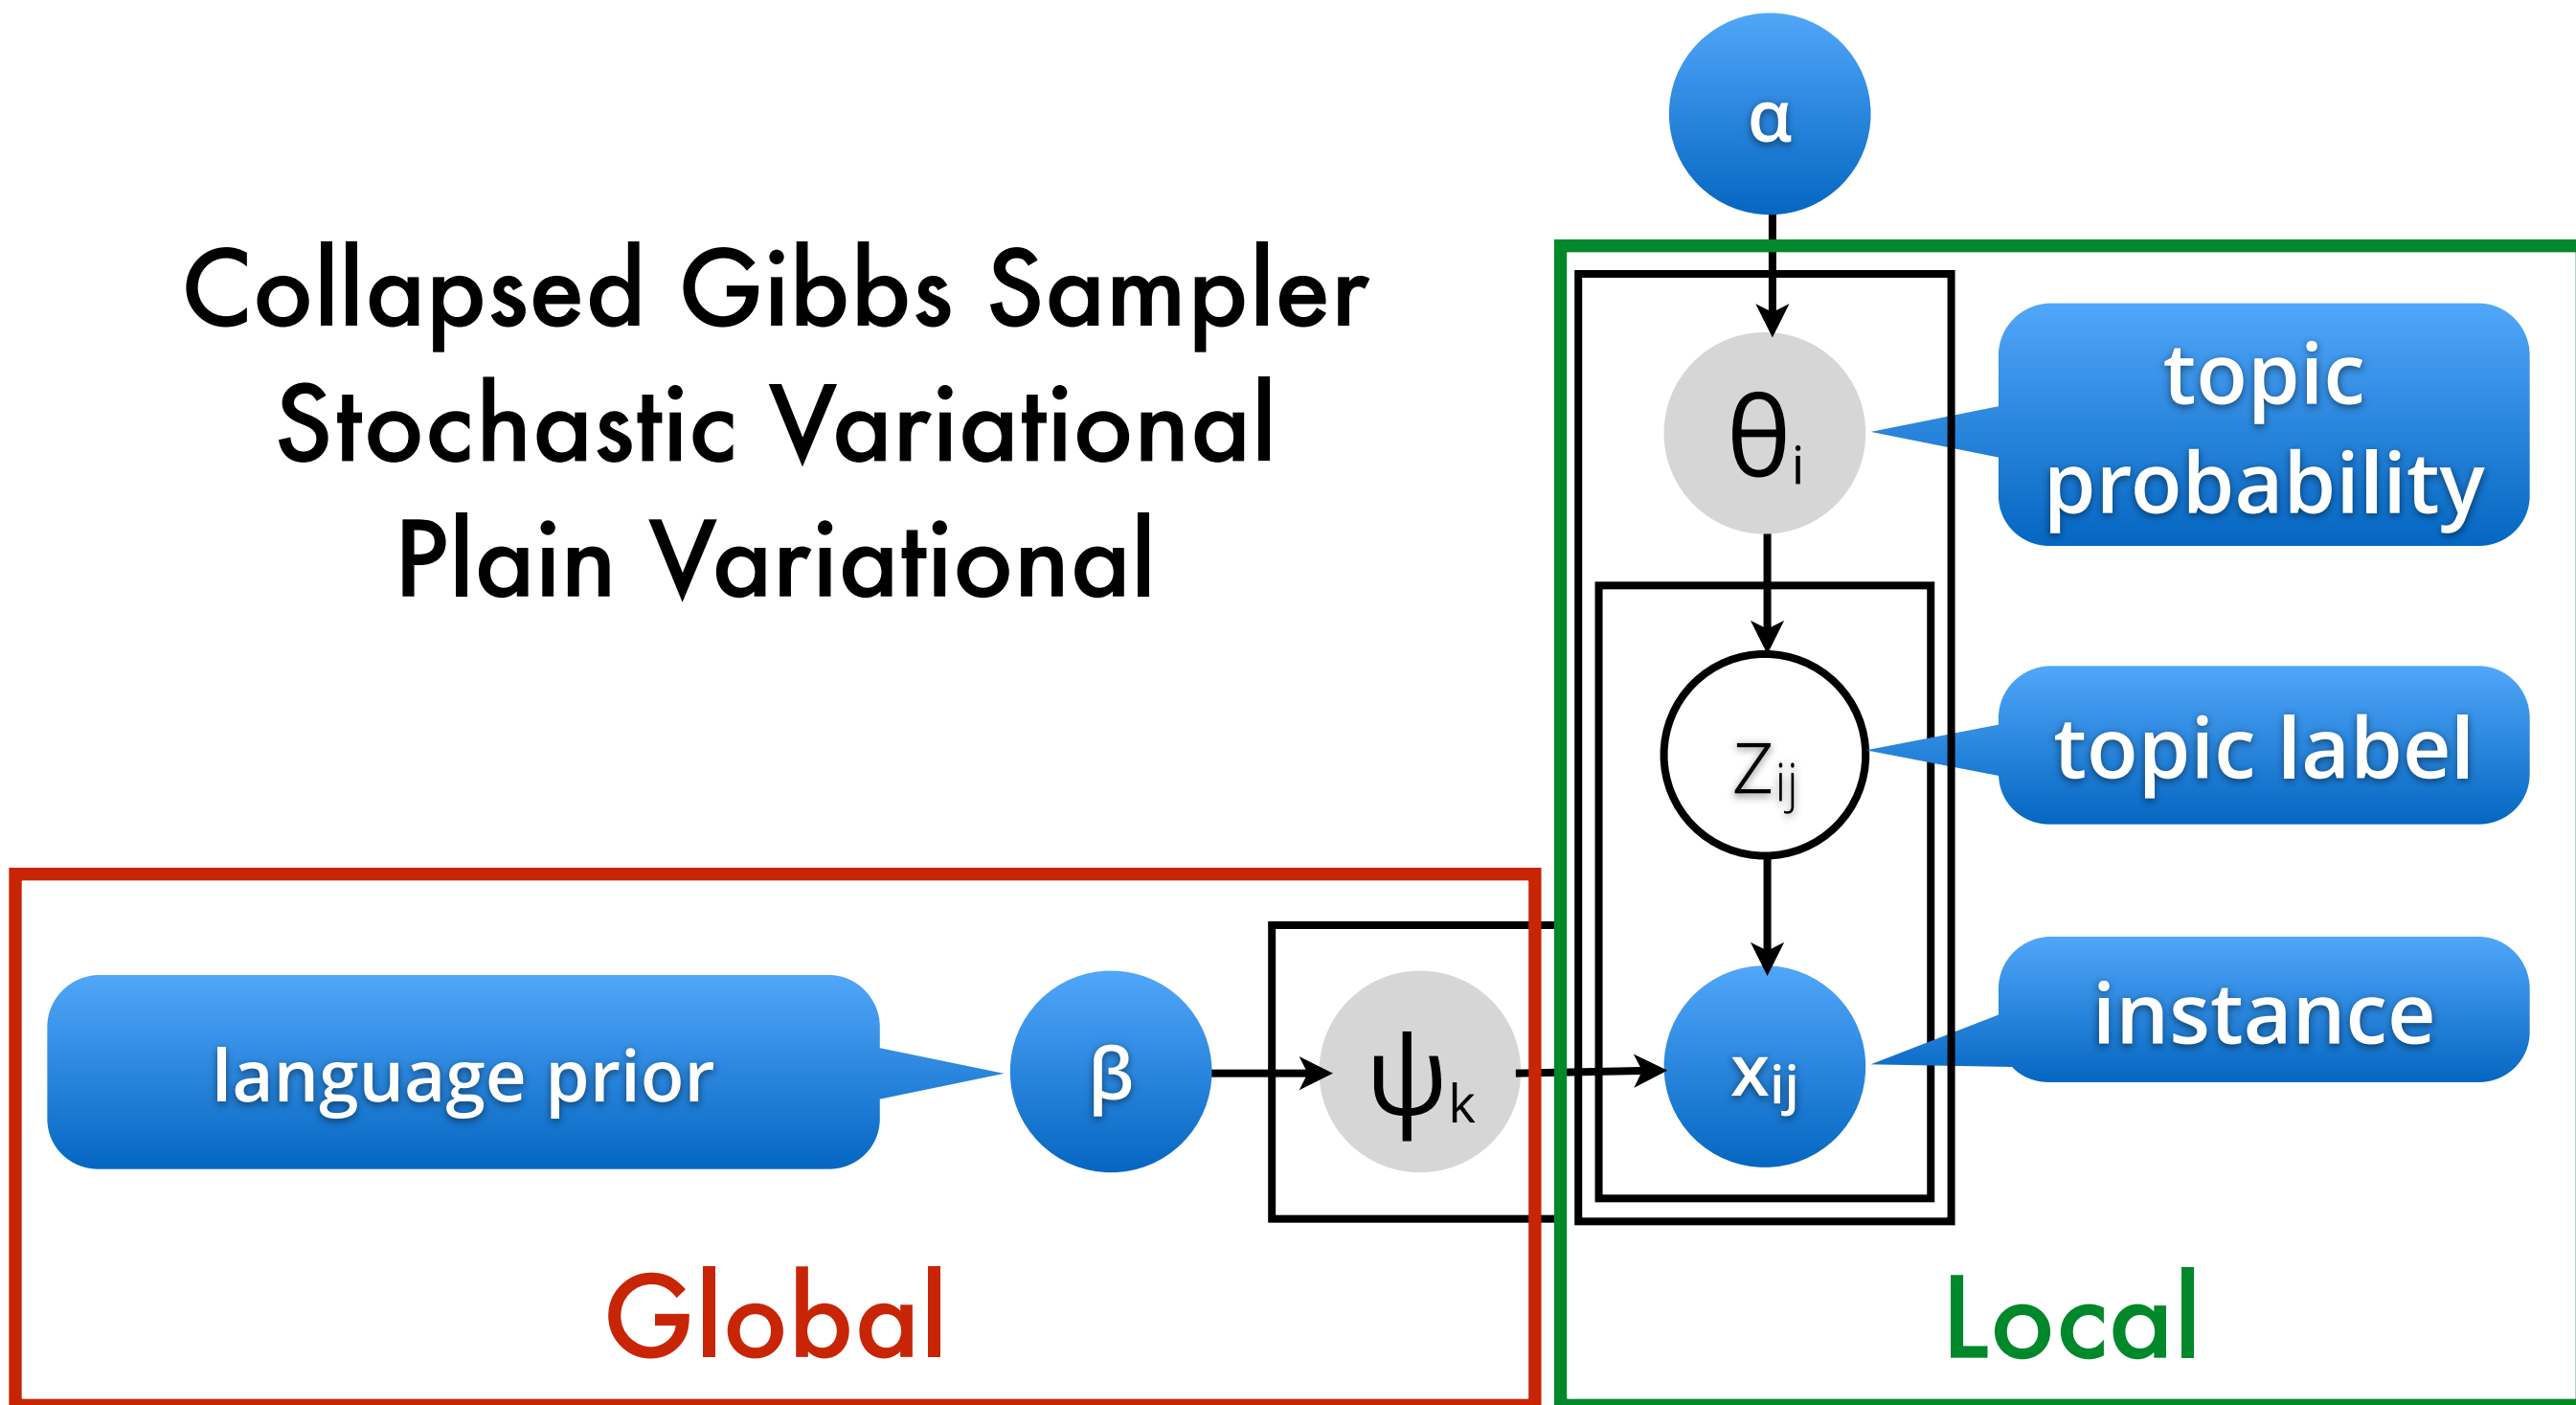 α
Collapsed Gibbs Sampler
Stochastic Variational
Plain Variational
θi
topic
probability
zij
topic label
language prior
β
ψk
xij
instance
Global
Local